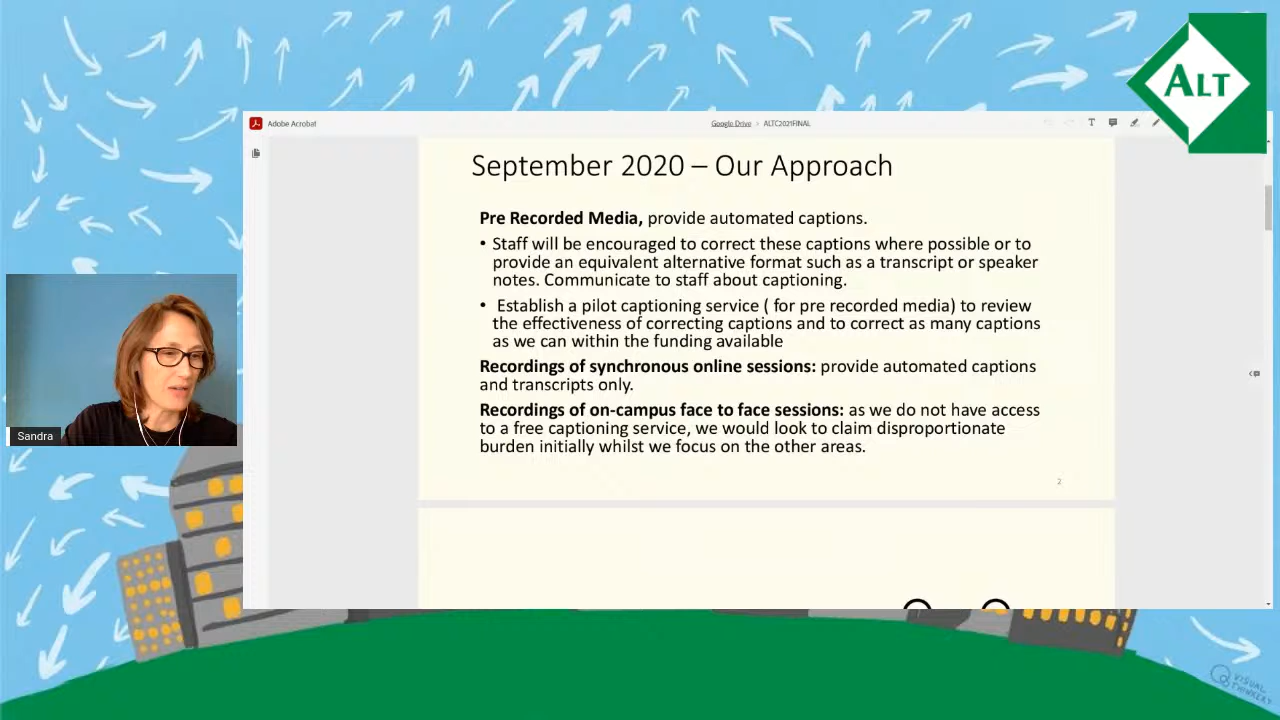 ALT
Adobe Acrobat
Google Drive › ALTC2021FINAL
September 2020 – Our Approach
Pre Recorded Media, provide automated captions.
• Staff will be encouraged to correct these captions where possible or to
provide an equivalent alternative format such as a transcript or speaker
notes. Communicate to staff about captioning.
• Establish a pilot captioning service ( for pre recorded media) to review
the effectiveness of correcting captions and to correct as many captions
as we can within the funding available
Recordings of synchronous online sessions: provide automated captions
and transcripts only.
Recordings of on-campus face to face sessions: as we do not have access
to a free captioning service, we would look to claim disproportionate
burden initially whilst we focus on the other areas.
2
Sandra
VISUAL
THINKERY